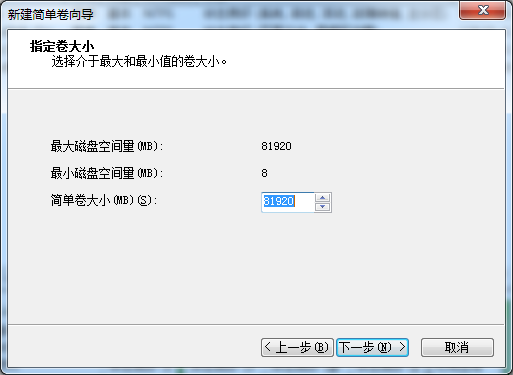 新建简单卷向导
指定卷大小
选择介于最大和最小值的卷大小。
最大磁盘空间量(MB): 81920
最小磁盘空间量(MB): 8
简单卷大小(MB)(S): 81920
< 上一步(B) 下一步(N) > 取消